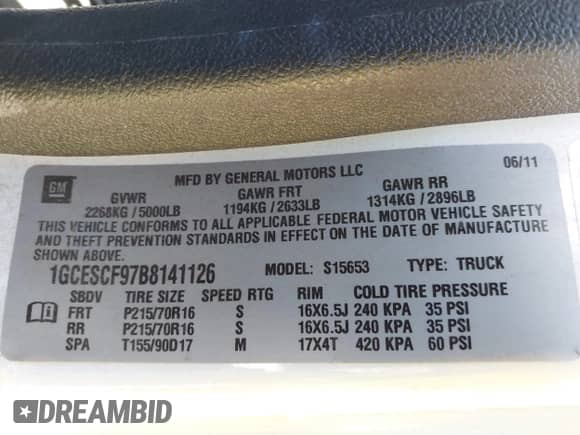 06/11
GM
MFD BY GENERAL MOTORS LLC
GVWR GAWR FRT GAWR RR
2268KG / 5000LB 1194KG / 2633LB 1314KG / 2896LB
THIS VEHICLE CONFORMS TO ALL APPLICABLE FEDERAL MOTOR VEHICLE SAFETY
AND THEFT PREVENTION STANDARDS IN EFFECT ON THE DATE OF MANUFACTURE
SHOWN ABOVE.
1GCESCF97B8141126 MODEL: S15653 TYPE: TRUCK
SBDV TIRE SIZE SPEED RTG RIM COLD TIRE PRESSURE
FRT P215/70R16 S 16X6.5J 240 KPA 35 PSI
RR P215/70R16 S 16X6.5J 240 KPA 35 PSI
SPA T155/90D17 M 17X4T 420 KPA 60 PSI
DREAMBID